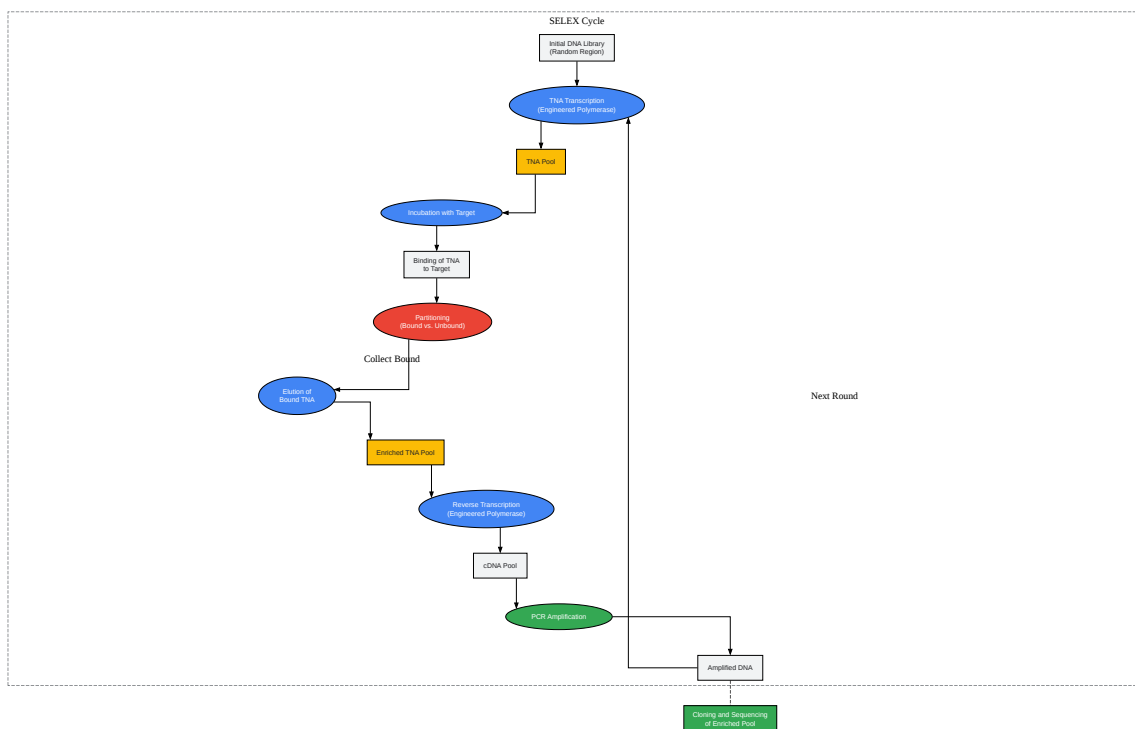 SELEX Cycle
Initial DNA Library
(Random Region)
TNA Transcription
(Engineered Polymerase)
TNA Pool
Incubation with Target
Binding of TNA
to Target
Partitioning
(Bound vs. Unbound)
Collect Bound
Elution of
Bound TNA
Next Round
Enriched TNA Pool
Reverse Transcription
(Engineered Polymerase)
cDNA Pool
PCR Amplification
Amplified DNA
Cloning and Sequencing
of Enriched Pool